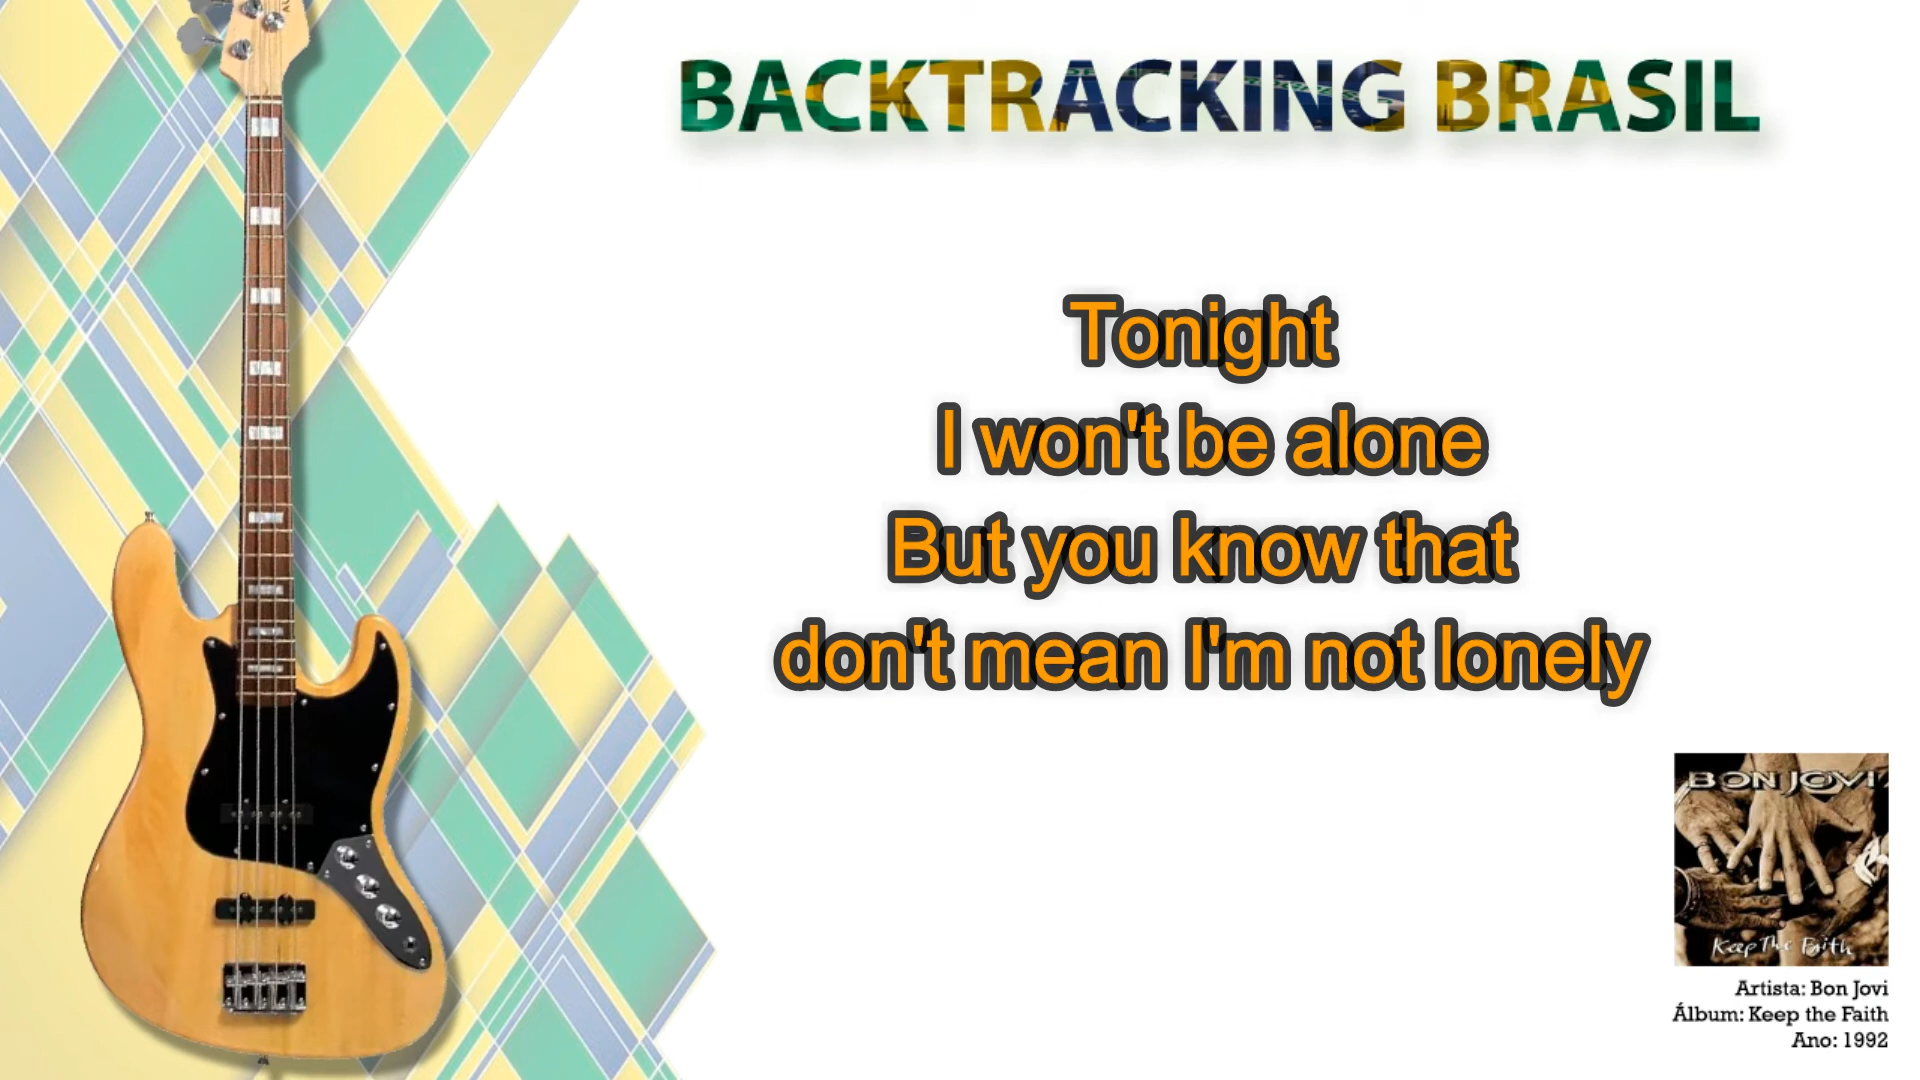 BACKTRACKING BRASIL
Tonight
I won't be alone
But you know that
don't mean I'm not lonely
BON JOVI
Keep The Faith
Artista: Bon Jovi
Álbum: Keep the Faith
Ano: 1992